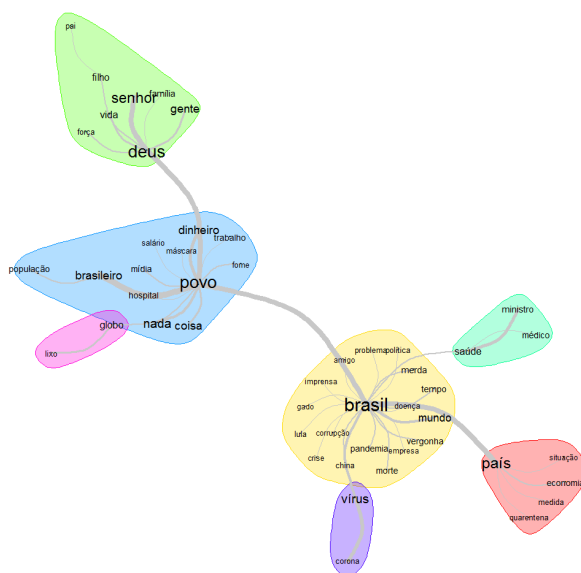 pai
filho
família
senhor
gente
vida
força
deus
dinheiro
trabalho
salário
máscara
fome
mídia
população
brasileiro
povo
hospital
globo
nada coisa
lixo
ministro
médico
saúde
problema política
amigo
merda
imprensa
tempo
gado
brasil
doença
mundo
luta
corrupção
vergonha
pandemia
empresa
crise
china
morte
país
situação
economia
medida
quarentena
vírus
corona